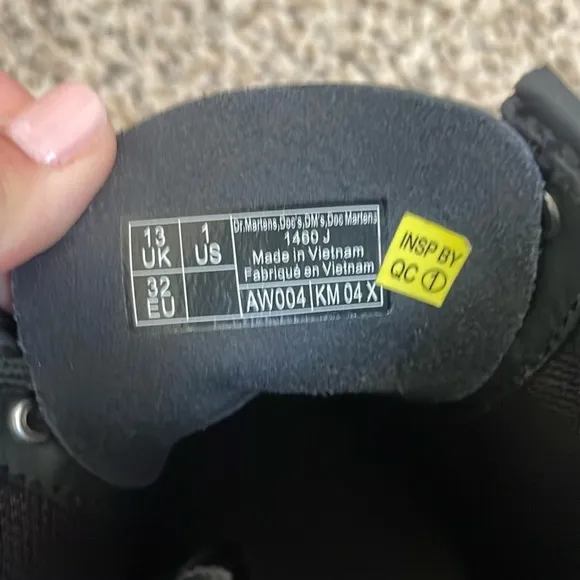 13
UK
1
US
32
EU
Dr.Martens,Doc's,DM's,Doc Martens
1460 J
Made in Vietnam
Fabriqué en Vietnam
AW004 KM 04 X
INSP BY
QC 1